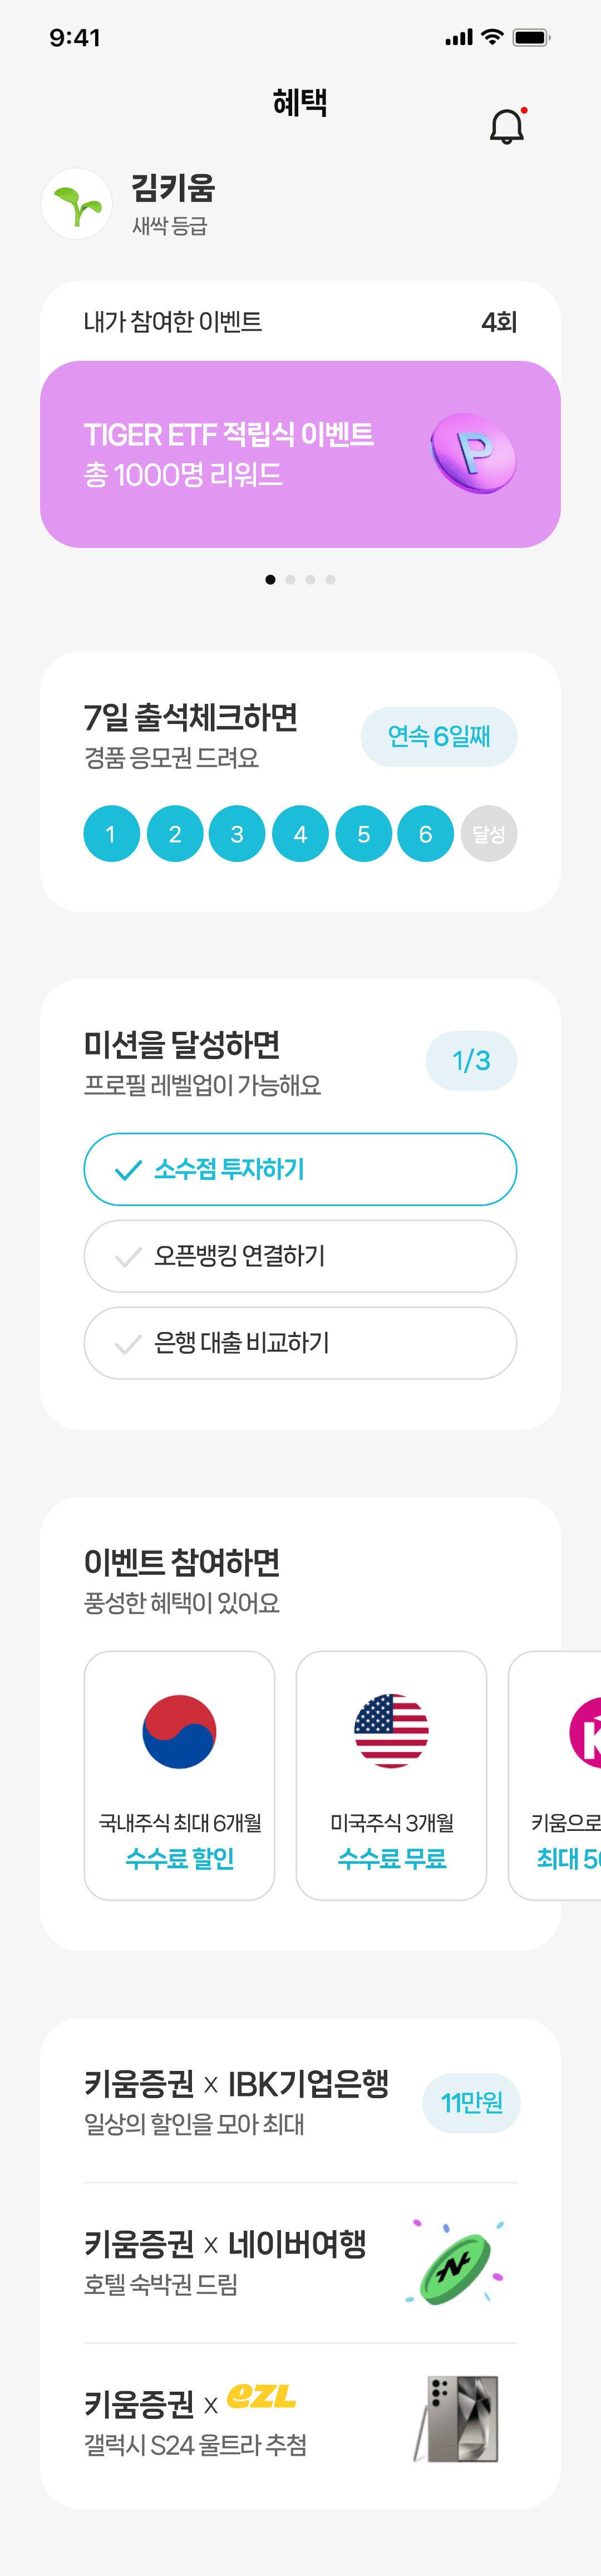 9:41
혜택
김키움
새싹 등급
내가 참여한 이벤트 4회
TIGER ETF 적립식 이벤트
총 1000명 리워드
P
7일 출석체크하면
경품 응모권 드려요
연속 6일째
1 2 3 4 5 6 달성
미션을 달성하면
프로필 레벨업이 가능해요
1/3
소수점 투자하기
오픈뱅킹 연결하기
은행 대출 비교하기
이벤트 참여하면
풍성한 혜택이 있어요
국내주식 최대 6개월
수수료 할인
미국주식 3개월
수수료 무료
K
키움으로
최대 5
키움증권 x IBK기업은행
일상의 할인을 모아 최대
11만원
키움증권 x 네이버여행
호텔 숙박권 드림
N
키움증권 x ezl
갤럭시 S24 울트라 추첨